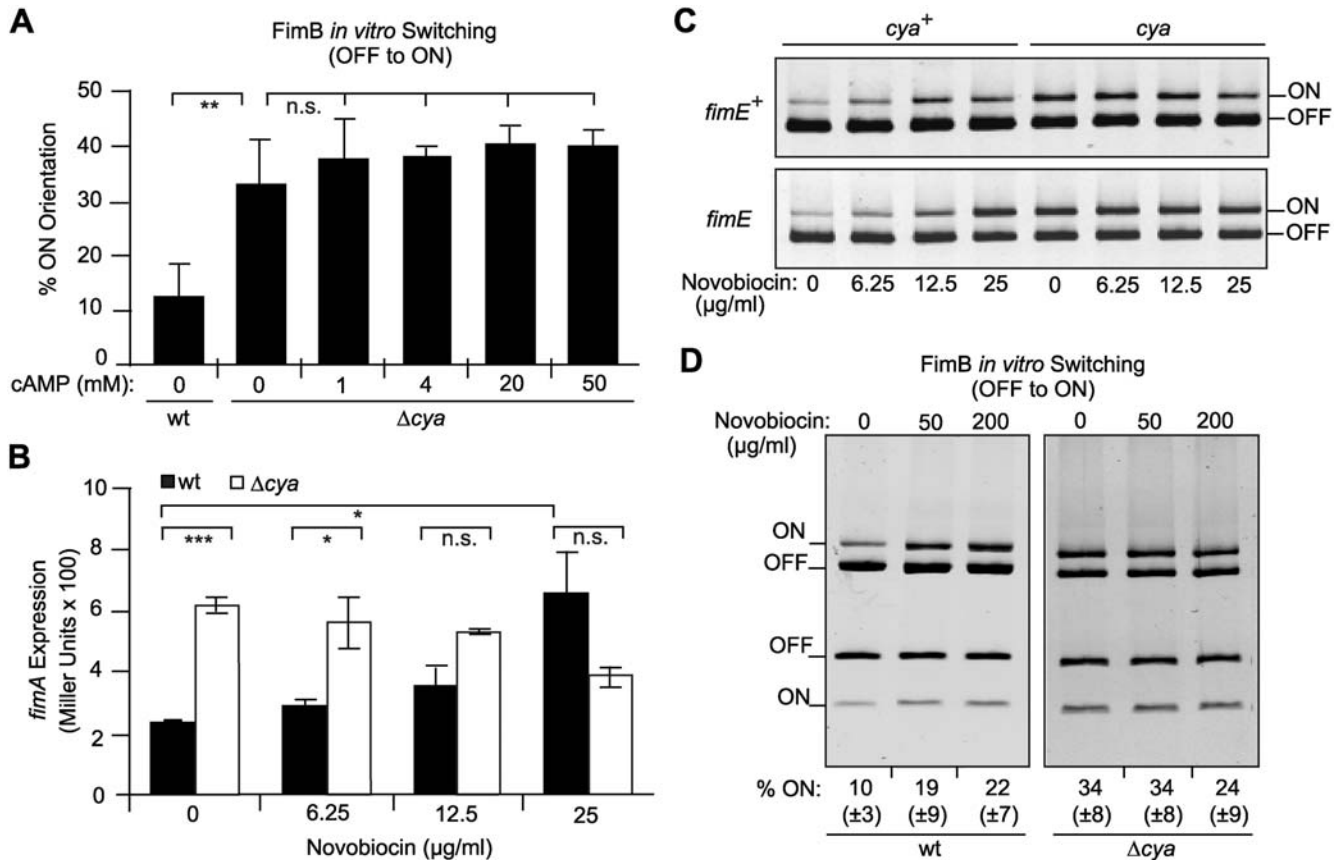 A
FimB in vitro Switching
(OFF to ON)
% ON Orientation
50
40
30
20
10
0
**
n.s.
cAMP (mM): 0 0 1 4 20 50
wt Δcya
B
wt Δcya
fimA Expression
(Miller Units x 100)
10
8
6
4
2
0
*
*** * n.s. n.s.
0 6.25 12.5 25
Novobiocin (µg/ml)
C
cya+ cya
fimE+
ON
OFF
fimE
ON
OFF
Novobiocin: 0 6.25 12.5 25 0 6.25 12.5 25
(µg/ml)
D
FimB in vitro Switching
(OFF to ON)
Novobiocin: 0 50 200 0 50 200
(µg/ml)
ON
OFF
OFF
ON
% ON: 10 19 22 34 34 24
(±3) (±9) (±7) (±8) (±8) (±9)
wt Δcya